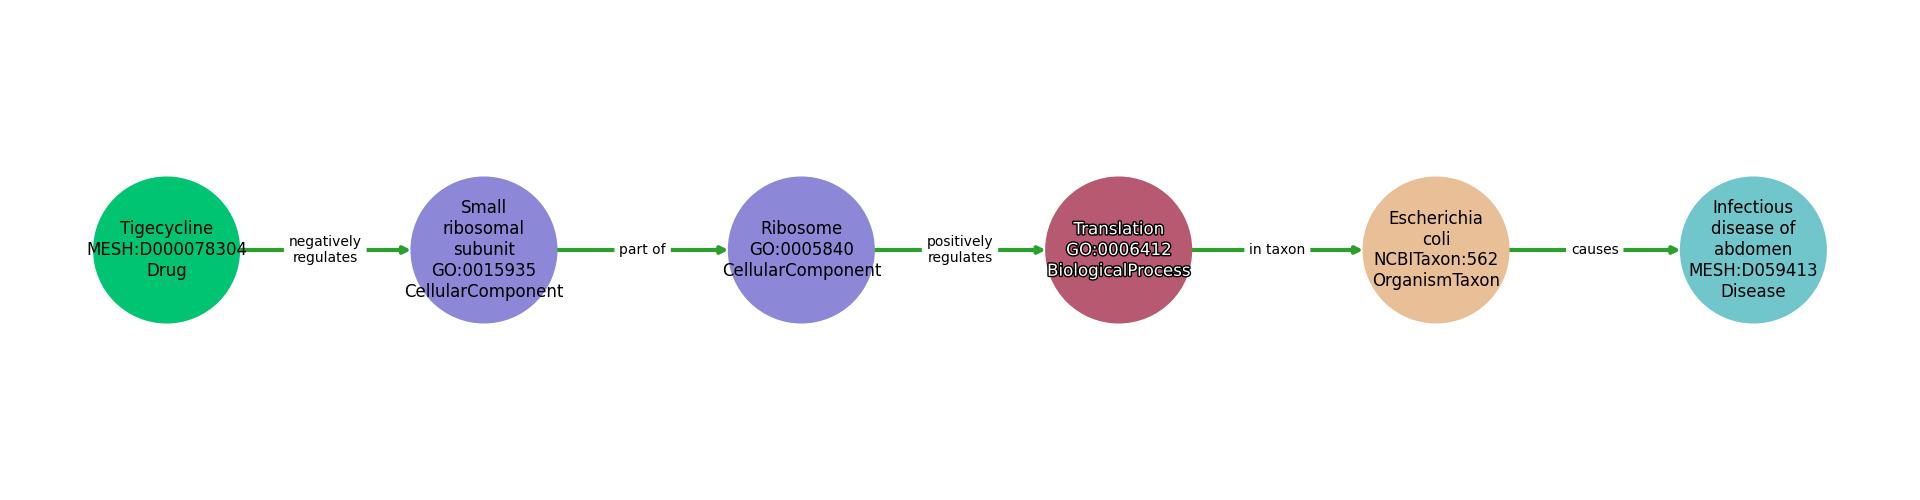 Tigecycline
MESH:D000078304
Drug
negatively
regulates
Small
ribosomal
subunit
GO:0015935
CellularComponent
part of
Ribosome
GO:0005840
CellularComponent
positively
regulates
Translation
GO:0006412
BiologicalProcess
in taxon
Escherichia
coli
NCBITaxon:562
OrganismTaxon
causes
Infectious
disease of
abdomen
MESH:D059413
Disease